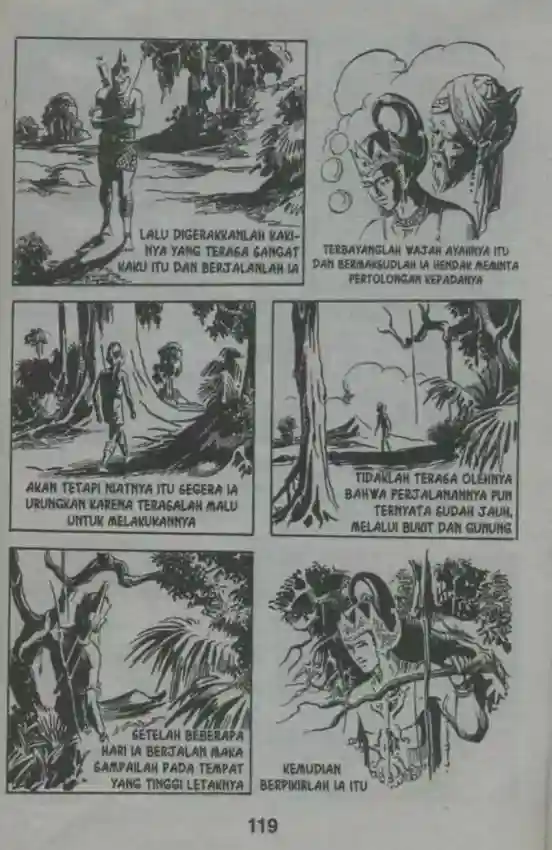 LALU DIGERAKKANLAH KAKI-
NYA YANG TERASA SANGAT
KAKU ITU DAN BERJALANLAH IA
TERBAYANGLAH WAJAH AYAHNYA ITU
DAN BERMAKSUDLAH IA HENDAK MEMINTA
PERTOLONGAN KEPADANYA
AKAN TETAPI NIATNYA ITU SEGERA IA
URUNGKAN KARENA TERASALAH MALU
UNTUK MELAKUKANNYA
TIDAKLAH TERASA OLEHNYA
BAHWA PERJALANANNYA PUN
TERNYATA SUDAH JAUH,
MELALUI BUKIT DAN GUNUNG
SETELAH BEBERAPA
HARI IA BERJALAN MAKA
SAMPAILAH PADA TEMPAT
YANG TINGGI LETAKNYA
KEMUDIAN
BERPIKIRLAH IA ITU
119